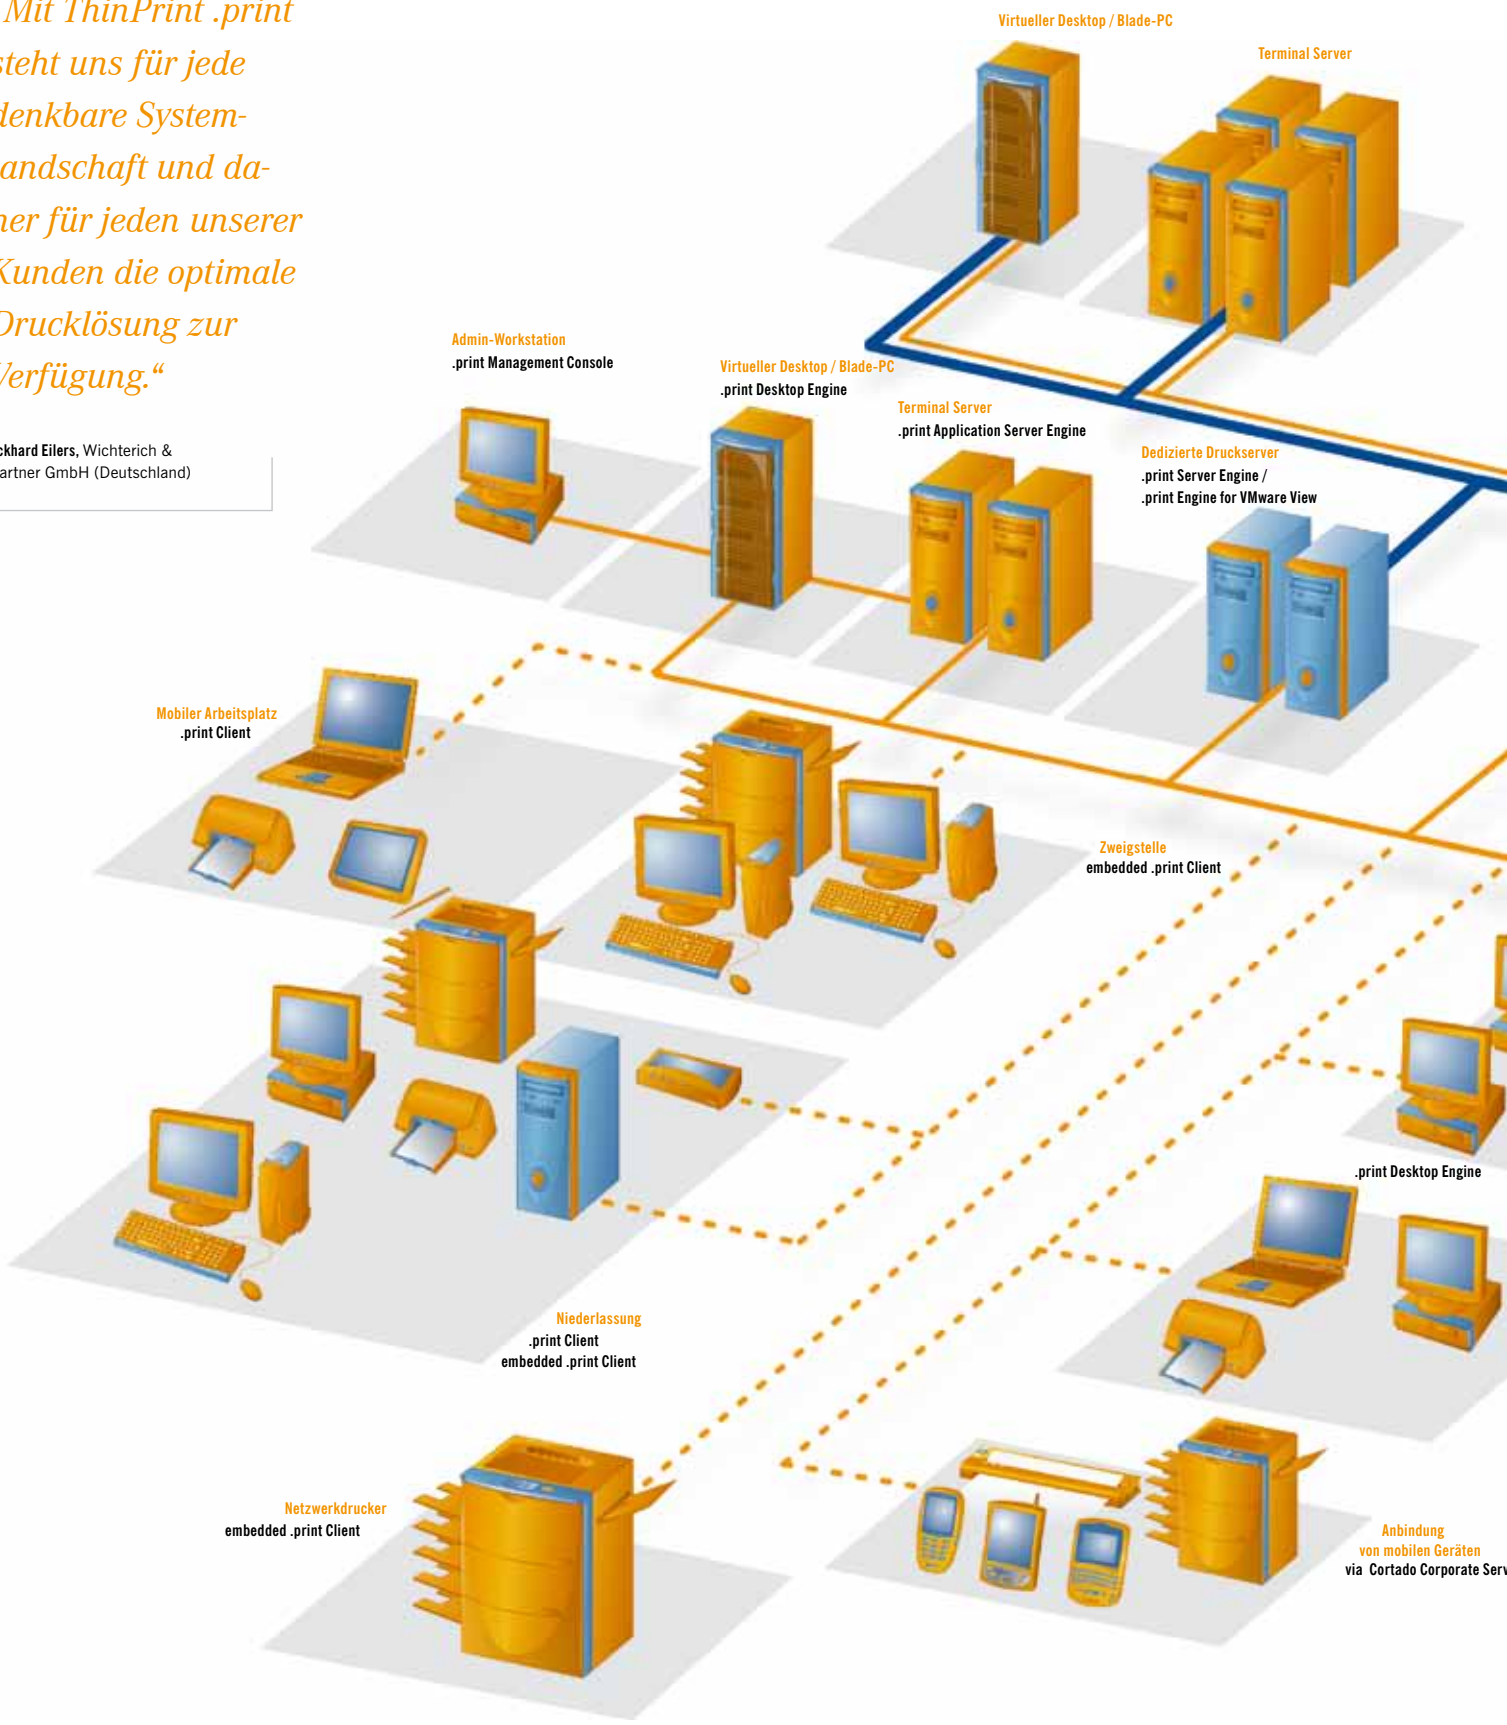 Mit ThinPrint .print
steht uns für jede
denkbare System-
landschaft und da-
her für jeden unserer
Kunden die optimale
Drucklösung zur
Verfügung.“
ckhard Eilers, Wichterich &
artner GmbH (Deutschland)
Virtueller Desktop / Blade-PC
Terminal Server
Admin-Workstation
.print Management Console
Virtueller Desktop / Blade-PC
.print Desktop Engine
Terminal Server
.print Application Server Engine
Dedizierte Druckserver
.print Server Engine /
.print Engine for VMware View
Mobiler Arbeitsplatz
.print Client
Zweigstelle
embedded .print Client
.print Desktop Engine
Niederlassung
.print Client
embedded .print Client
Netzwerkdrucker
embedded .print Client
Anbindung
von mobilen Geräten
via Cortado Corporate Serv